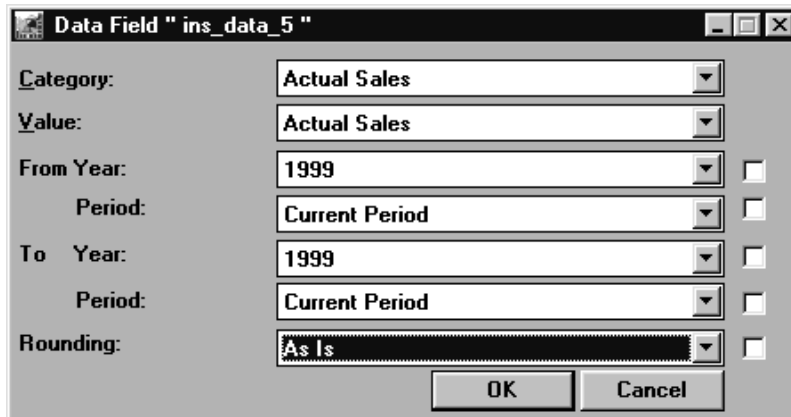 Data Field " ins_data_5 "
Category: Actual Sales
Value: Actual Sales
From Year: 1999
Period: Current Period
To Year: 1999
Period: Current Period
Rounding: As Is
OK Cancel